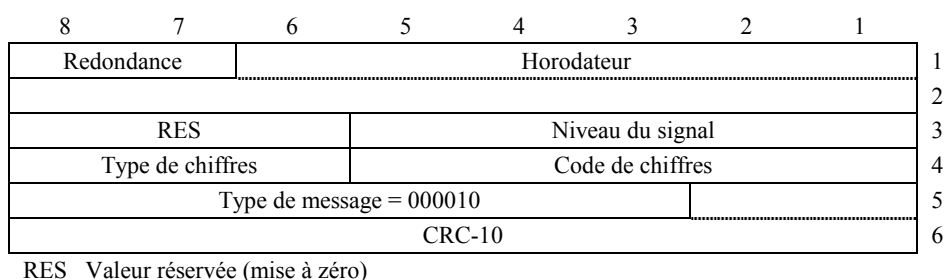 8 7 6 5 4 3 2 1
Redondance Horodateur 1
2
RES Niveau du signal 3
Type de chiffres Code de chiffres 4
Type de message = 000010 5
CRC-10 6
RES Valeur réservée (mise à zéro)